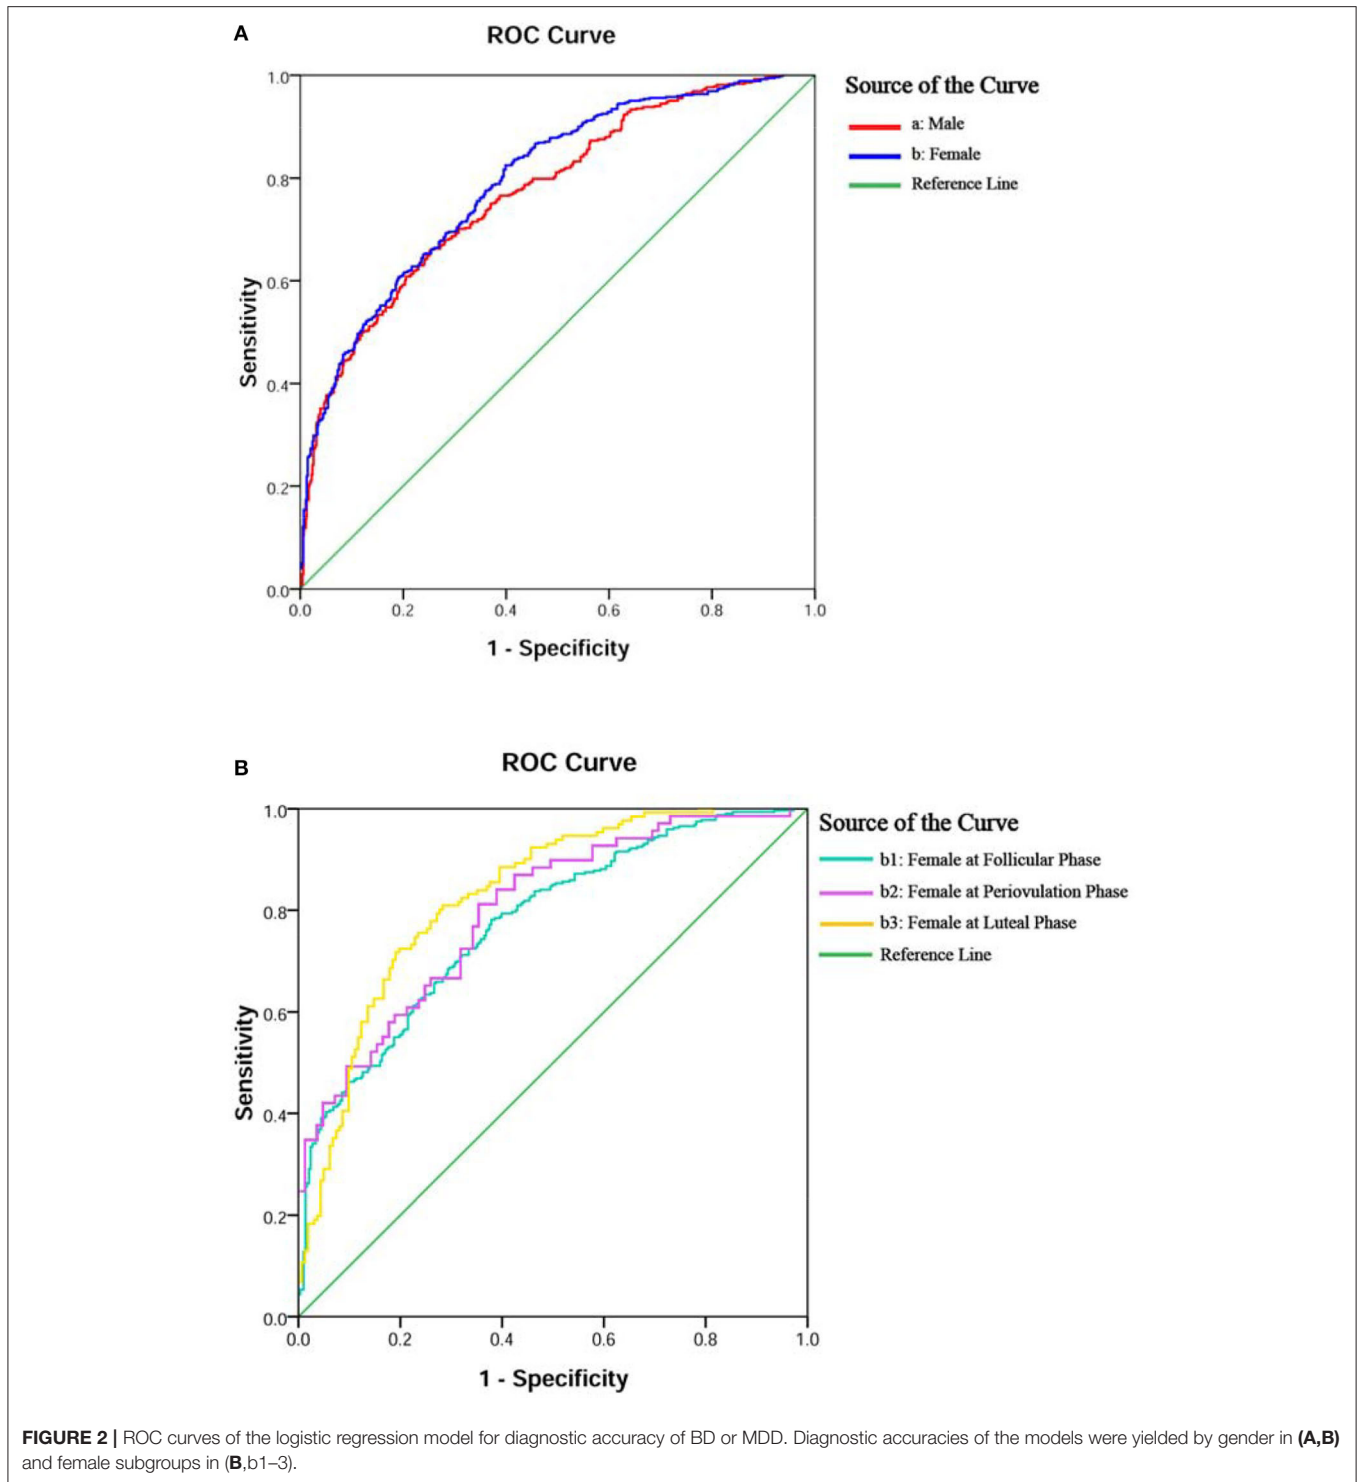 A
ROC Curve
1.0
0.8
0.6
0.4
0.2
0.0
Sensitivity
0.0 0.2 0.4 0.6 0.8 1.0
1 - Specificity
Source of the Curve
a: Male
b: Female
Reference Line
B
ROC Curve
1.0
0.8
0.6
0.4
0.2
0.0
Sensitivity
0.0 0.2 0.4 0.6 0.8 1.0
1 - Specificity
Source of the Curve
b1: Female at Follicular Phase
b2: Female at Periovulation Phase
b3: Female at Luteal Phase
Reference Line
FIGURE 2 | ROC curves of the logistic regression model for diagnostic accuracy of BD or MDD. Diagnostic accuracies of the models were yielded by gender in (A,B)
and female subgroups in (B,b1–3).